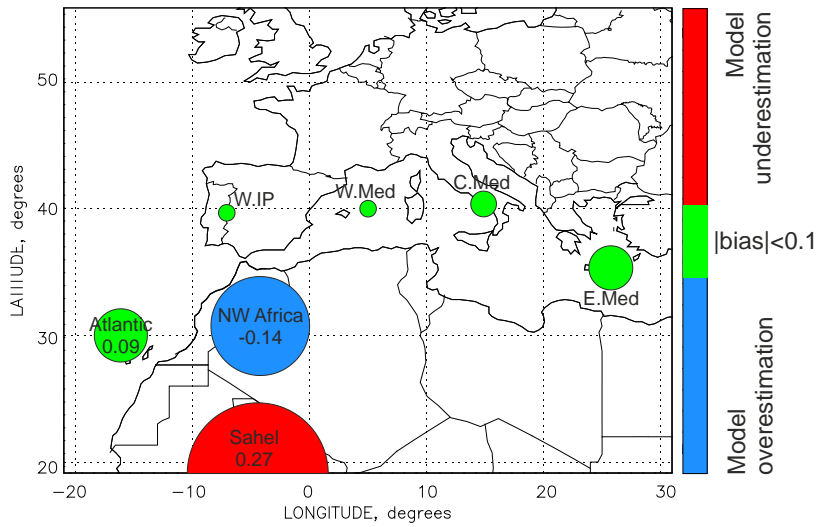 50
40
30
20
LATITUDE, degrees
-20
-10
0
10
20
30
LONGITUDE, degrees
W.IP
W.Med
C.Med
E.Med
Atlantic
0.09
NW Africa
-0.14
Sahel
0.27
Model
underestimation
|bias|<0.1
Model
overestimation